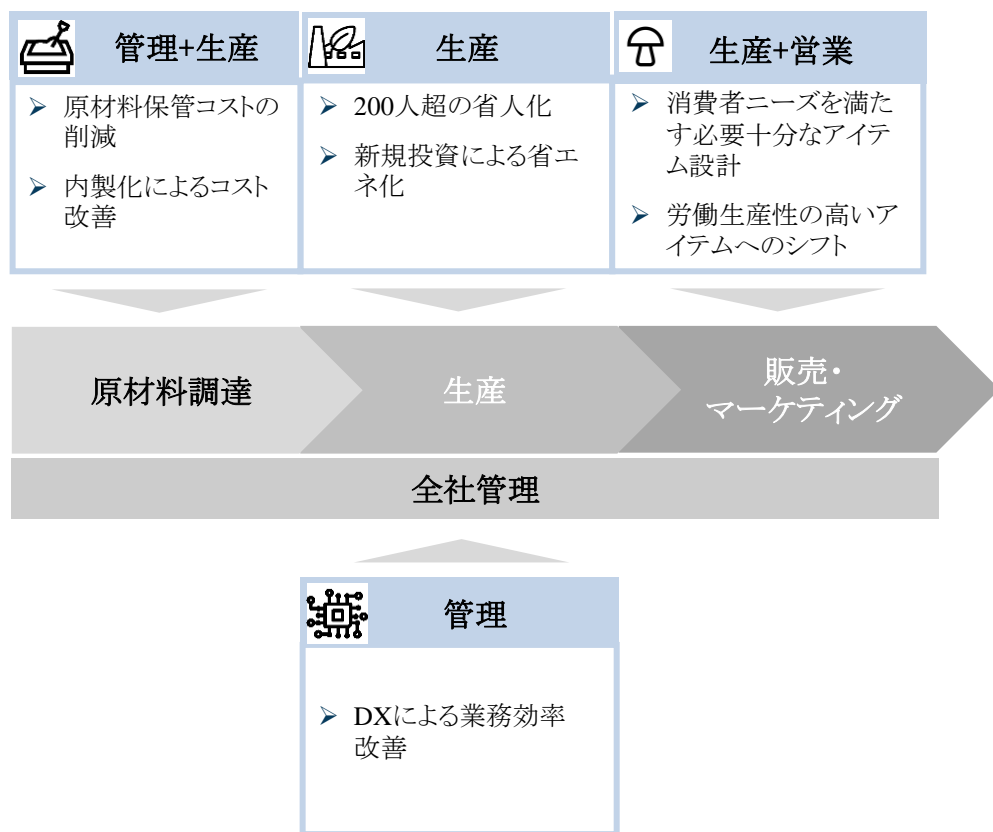 管理+生産
➢ 原材料保管コストの
削減
➢ 内製化によるコスト
改善
生産
➢ 200人超の省人化
➢ 新規投資による省エ
ネ化
生産+営業
➢ 消費者ニーズを満た
す必要十分なアイテ
ム設計
➢ 労働生産性の高いア
イテムへのシフト
原材料調達
生産
販売・
マーケティング
全社管理
管理
➢ DXによる業務効率
改善